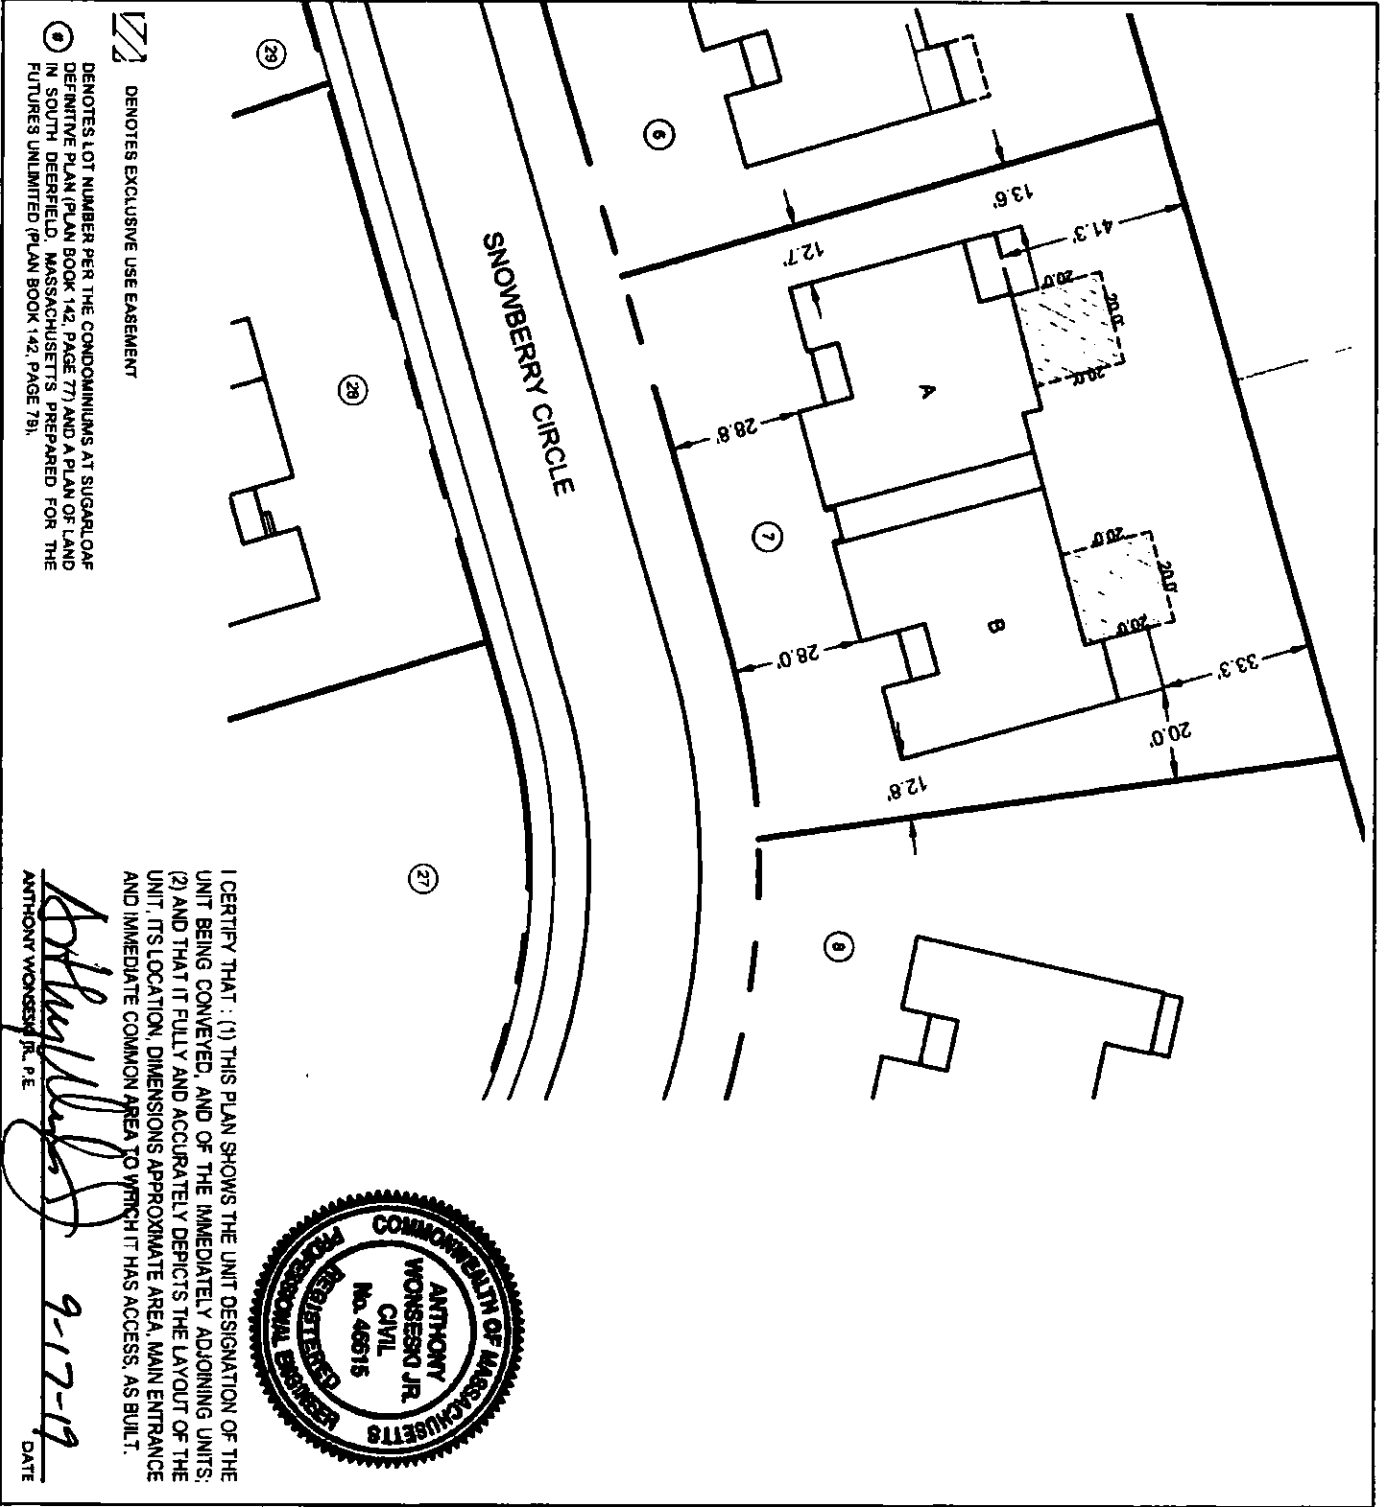 6
13.6'
12.7'
41.3'
20.0'
20.0'
20.0'
A
28.8'
SNOWBERRY CIRCLE
7
B
20.0'
20.0'
20.0'
28.0'
33.3'
20.0'
12.8'
8
29
28
27
DENOTES EXCLUSIVE USE EASEMENT
# DENOTES LOT NUMBER PER THE CONDOMINIUMS AT SUGARLOAF
DEFINITIVE PLAN (PLAN BOOK 142, PAGE 77) AND A PLAN OF LAND
IN SOUTH DEERFIELD, MASSACHUSETTS PREPARED FOR THE
FUTURES UNLIMITED (PLAN BOOK 142, PAGE 79).
I CERTIFY THAT : (1) THIS PLAN SHOWS THE UNIT DESIGNATION OF THE
UNIT BEING CONVEYED, AND OF THE IMMEDIATELY ADJOINING UNITS;
(2) AND THAT IT FULLY AND ACCURATELY DEPICTS THE LAYOUT OF THE
UNIT, ITS LOCATION, DIMENSIONS APPROXIMATE AREA, MAIN ENTRANCE
AND IMMEDIATE COMMON AREA TO WHICH IT HAS ACCESS, AS BUILT.
COMMONWEALTH OF MASSACHUSETTS
ANTHONY
WONSESKI JR.
CIVIL
No. 46615
REGISTERED
PROFESSIONAL ENGINEER
9-17-19
ANTHONY WONSESKI JR., P.E.
DATE